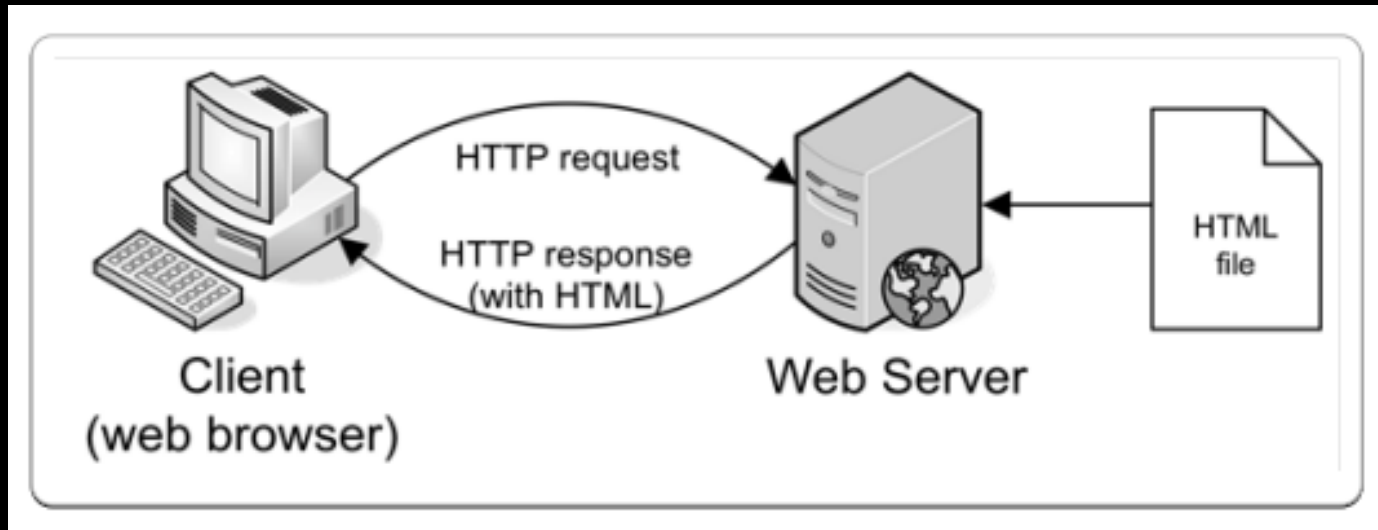 HTTP request
HTTP response
(with HTML)
HTML
file
Client
(web browser)
Web Server